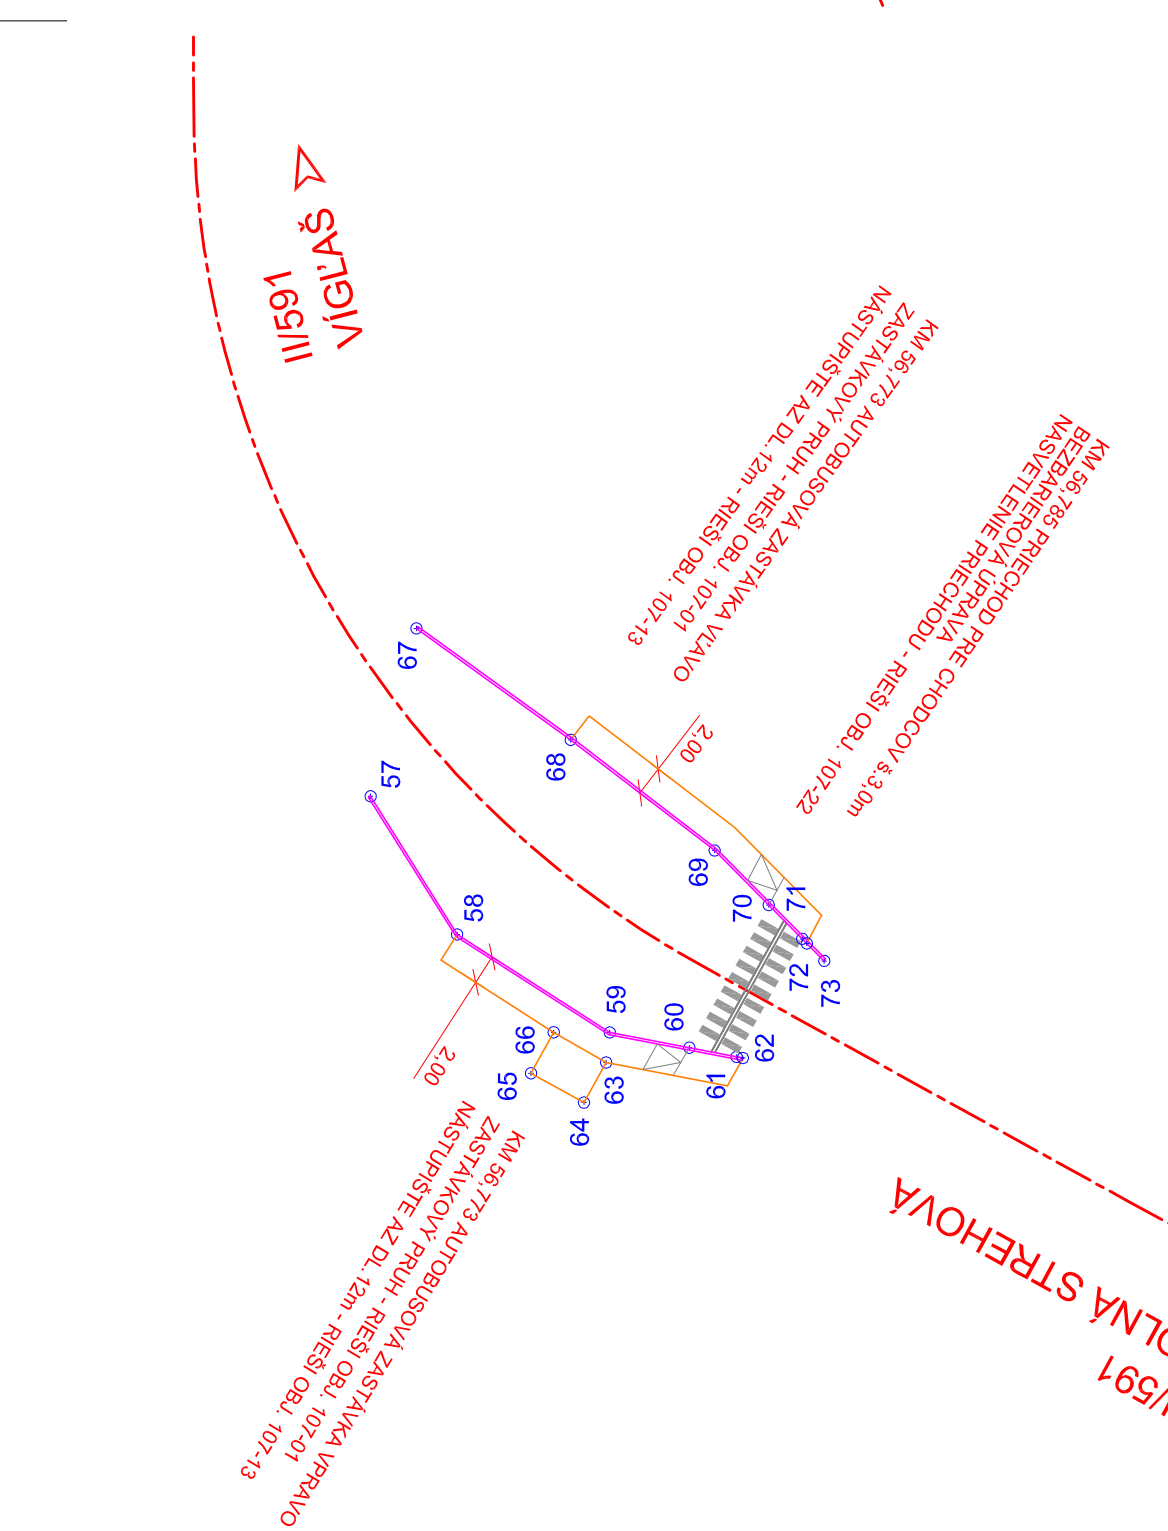 II/591
VÍGĽAŠ
KM 56,773 AUTOBUSOVÁ ZASTÁVKA VĽAVO
ZASTÁVKOVÝ PRUH - RIEŠI OBJ. 107-01
NÁSTUPIŠTE AZ DL.12m - RIEŠI OBJ. 107-13
KM 56,785 PRIECHOD PRE CHODCOV š.3,0m
BEZBARIEROVÁ ÚPRAVA
NASVETLENIE PRIECHODU - RIEŠI OBJ. 107-22
67
68
2,00
57
58
69
70
71
72
73
59
60
61
62
66
65
63
64
2,00
KM 56,773 AUTOBUSOVÁ ZASTÁVKA VPRAVO
ZASTÁVKOVÝ PRUH - RIEŠI OBJ. 107-01
NÁSTUPIŠTE AZ DL.12m - RIEŠI OBJ. 107-13
OLNÁ STREHOVÁ
I/591